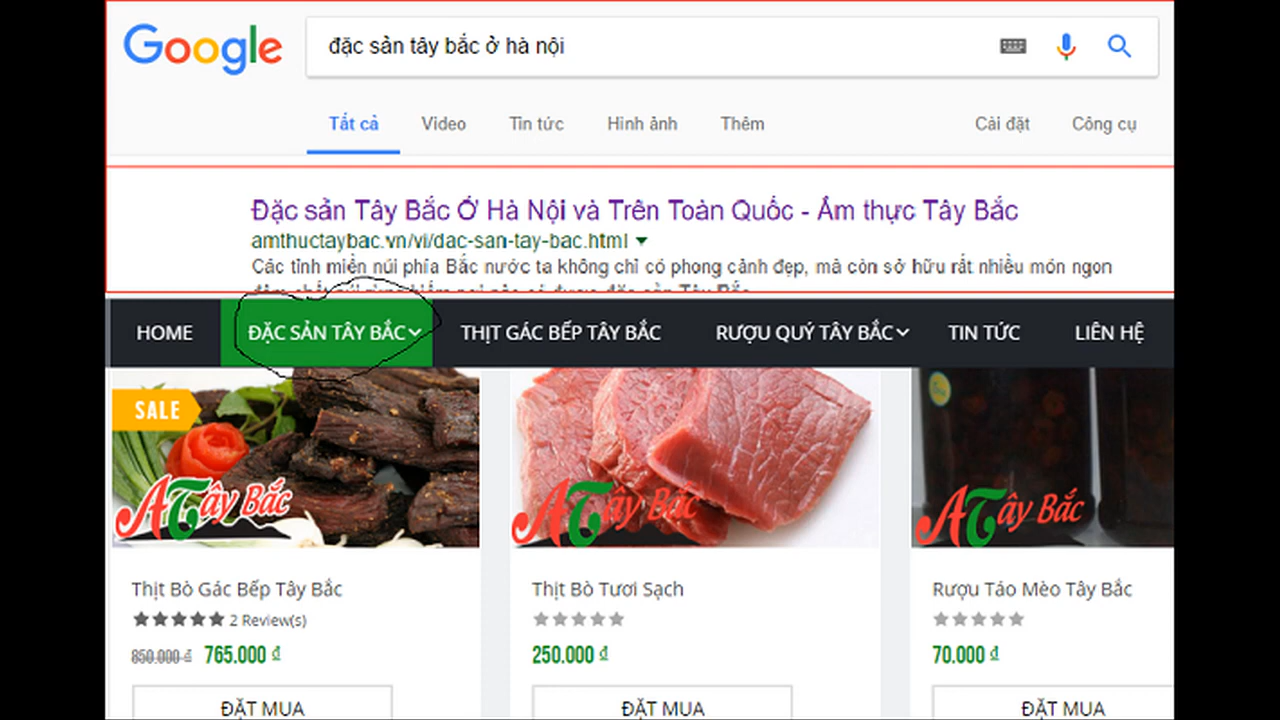 Google
đặc sản tây bắc ở hà nội
Tất cả Video Tin tức Hình ảnh Thêm Cài đặt Công cụ
Đặc sản Tây Bắc Ở Hà Nội và Trên Toàn Quốc - Ẩm thực Tây Bắc
amthuctaybac.vn/vi/dac-san-tay-bac.html
Các tỉnh miền núi phía Bắc nước ta không chỉ có phong cảnh đẹp, mà còn sở hữu rất nhiều món ngon
HOME ĐẶC SẢN TÂY BẮC THỊT GÁC BẾP TÂY BẮC RƯỢU QUÝ TÂY BẮC TIN TỨC LIÊN HỆ
SALE
ATây Bắc ATây Bắc ATây Bắc
Thịt Bò Gác Bếp Tây Bắc Thịt Bò Tươi Sạch Rượu Táo Mèo Tây Bắc
2 Review(s)
850.000 đ 765.000 đ 250.000 đ 70.000 đ
ĐẶT MUA ĐẶT MUA ĐẶT MUA